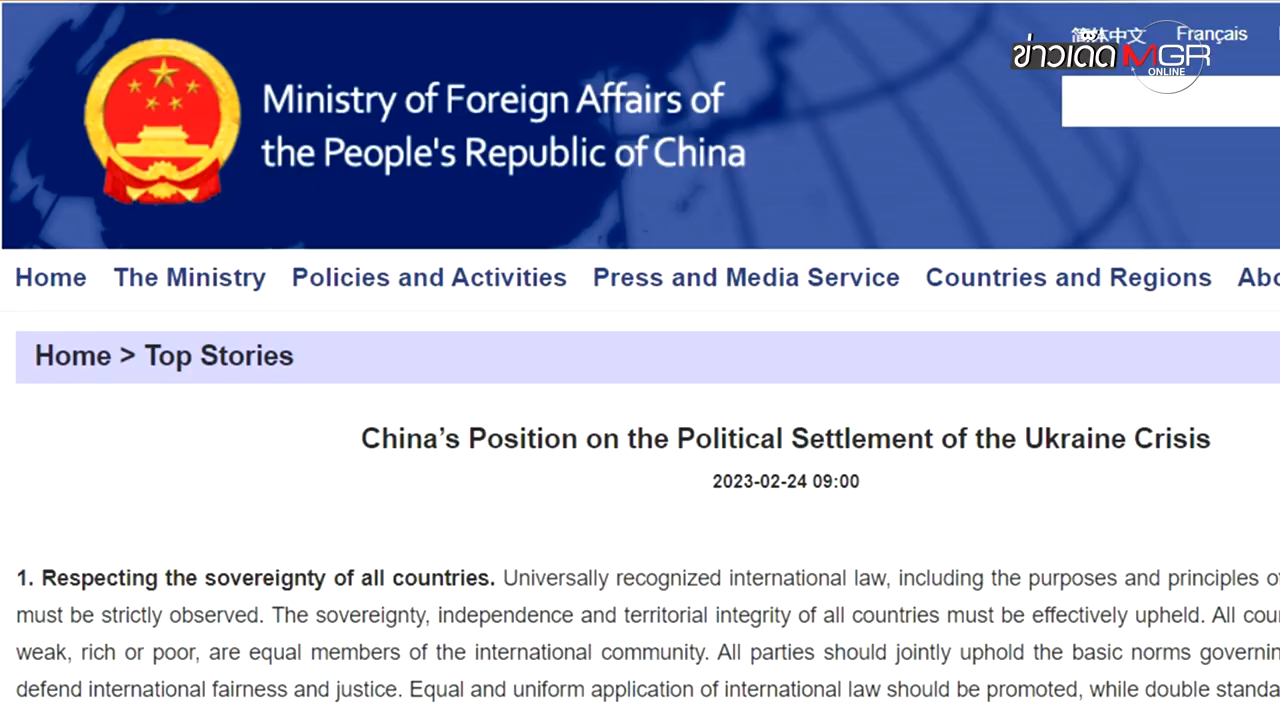 简体中文 Français
ข่าวเด็ด MGR
ONLINE
Ministry of Foreign Affairs of
the People's Republic of China
Home The Ministry Policies and Activities Press and Media Service Countries and Regions
Home > Top Stories
China’s Position on the Political Settlement of the Ukraine Crisis
2023-02-24 09:00
1. Respecting the sovereignty of all countries. Universally recognized international law, including the purposes and principles
must be strictly observed. The sovereignty, independence and territorial integrity of all countries must be effectively upheld. All
weak, rich or poor, are equal members of the international community. All parties should jointly uphold the basic norms
defend international fairness and justice. Equal and uniform application of international law should be promoted, while double